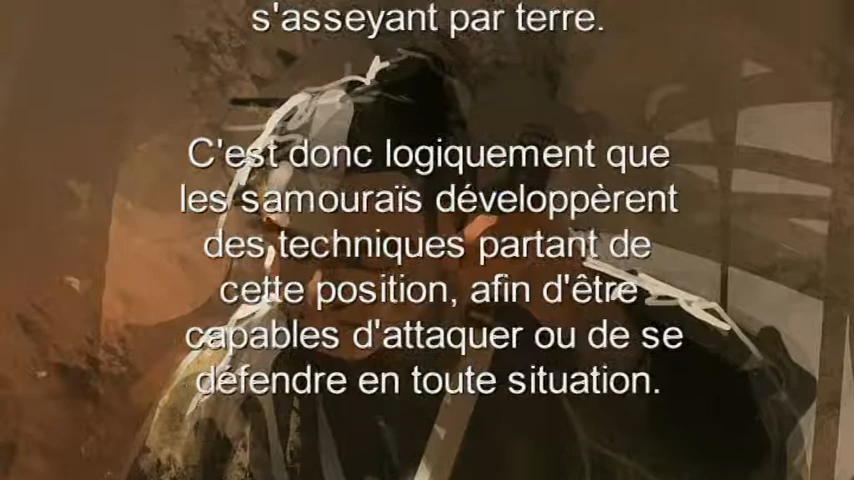 s'asseyant par terre.
C'est donc logiquement que
les samouraïs développèrent
des techniques partant de
cette position, afin d'être
capables d'attaquer ou de se
défendre en toute situation.